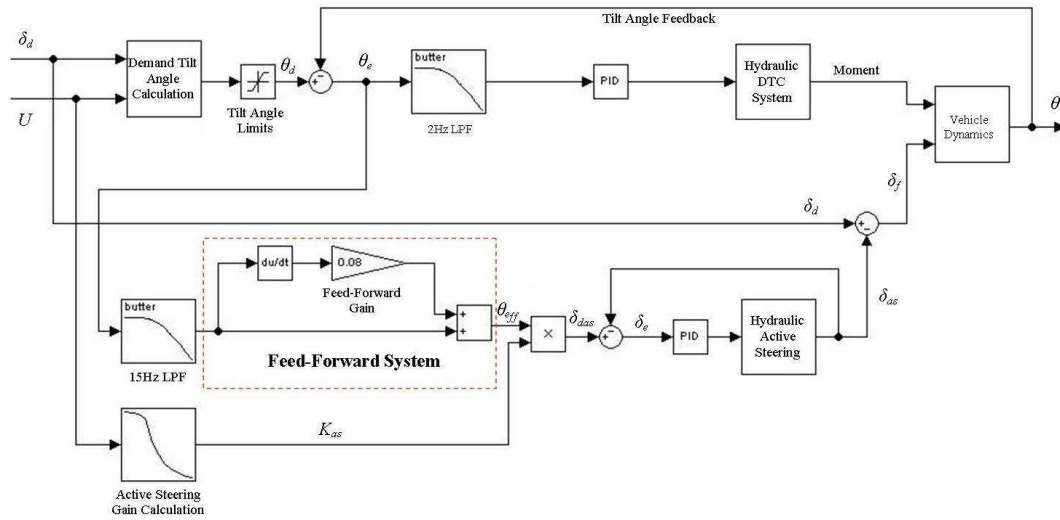 Tilt Angle Feedback
δd
U
Demand Tilt
Angle
Calculation
Tilt Angle
Limits
θd
+
−
θe
butter
2Hz LPF
PID
Hydraulic
DTC
System
Moment
Vehicle
Dynamics
θ
δf
δd
+
−
δas
du/dt
0.08
Feed-Forward
Gain
+
+
Feed-Forward System
butter
15Hz LPF
θeff
×
δdas
+
−
δe
PID
Hydraulic
Active
Steering
Kas
Active Steering
Gain Calculation